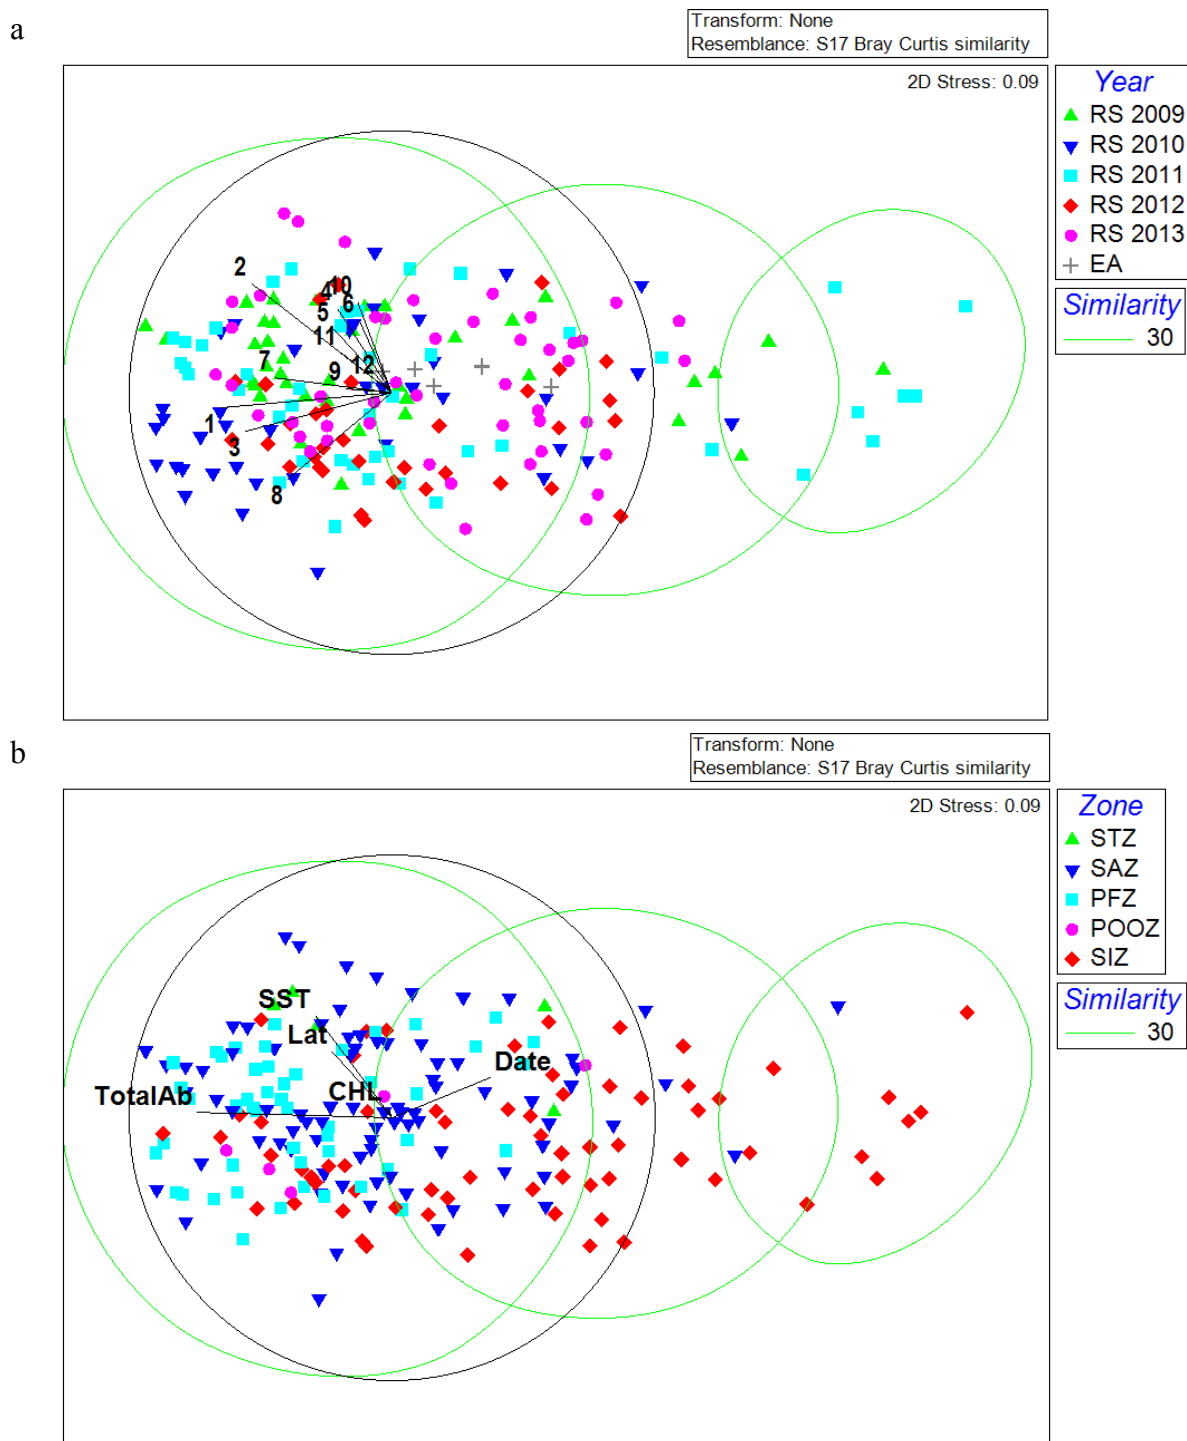 a
Transform: None
Resemblance: S17 Bray Curtis similarity
2D Stress: 0.09
Year
RS 2009
RS 2010
RS 2011
RS 2012
RS 2013
EA
Similarity
30
2
10
4
6
5
11
7
9
12
1
3
8
b
Transform: None
Resemblance: S17 Bray Curtis similarity
2D Stress: 0.09
Zone
STZ
SAZ
PFZ
POOZ
SIZ
Similarity
30
SST
Lat
Date
CHL
TotalAb